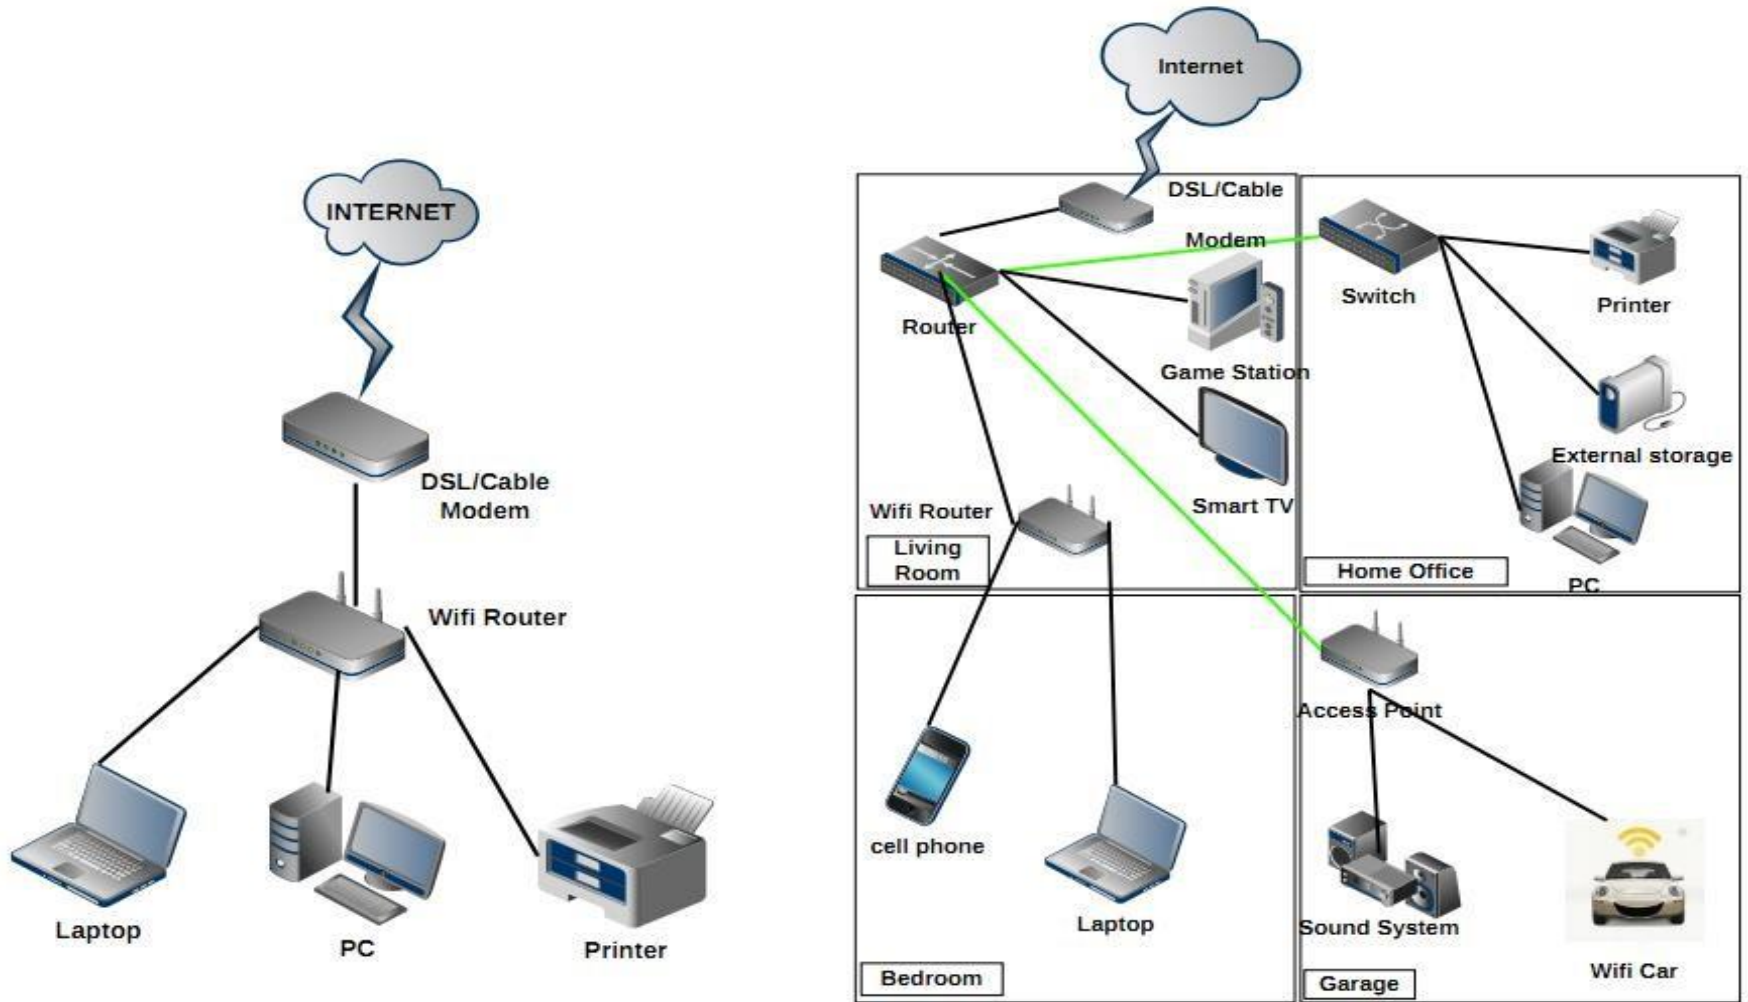 INTERNET
DSL/Cable
Modem
Wifi Router
Laptop
PC
Printer
Internet
DSL/Cable
Modem
Router
Game Station
Smart TV
Wifi Router
Living
Room
Switch
Printer
External storage
PC
Home Office
cell phone
Laptop
Bedroom
Access Point
Sound System
Wifi Car
Garage